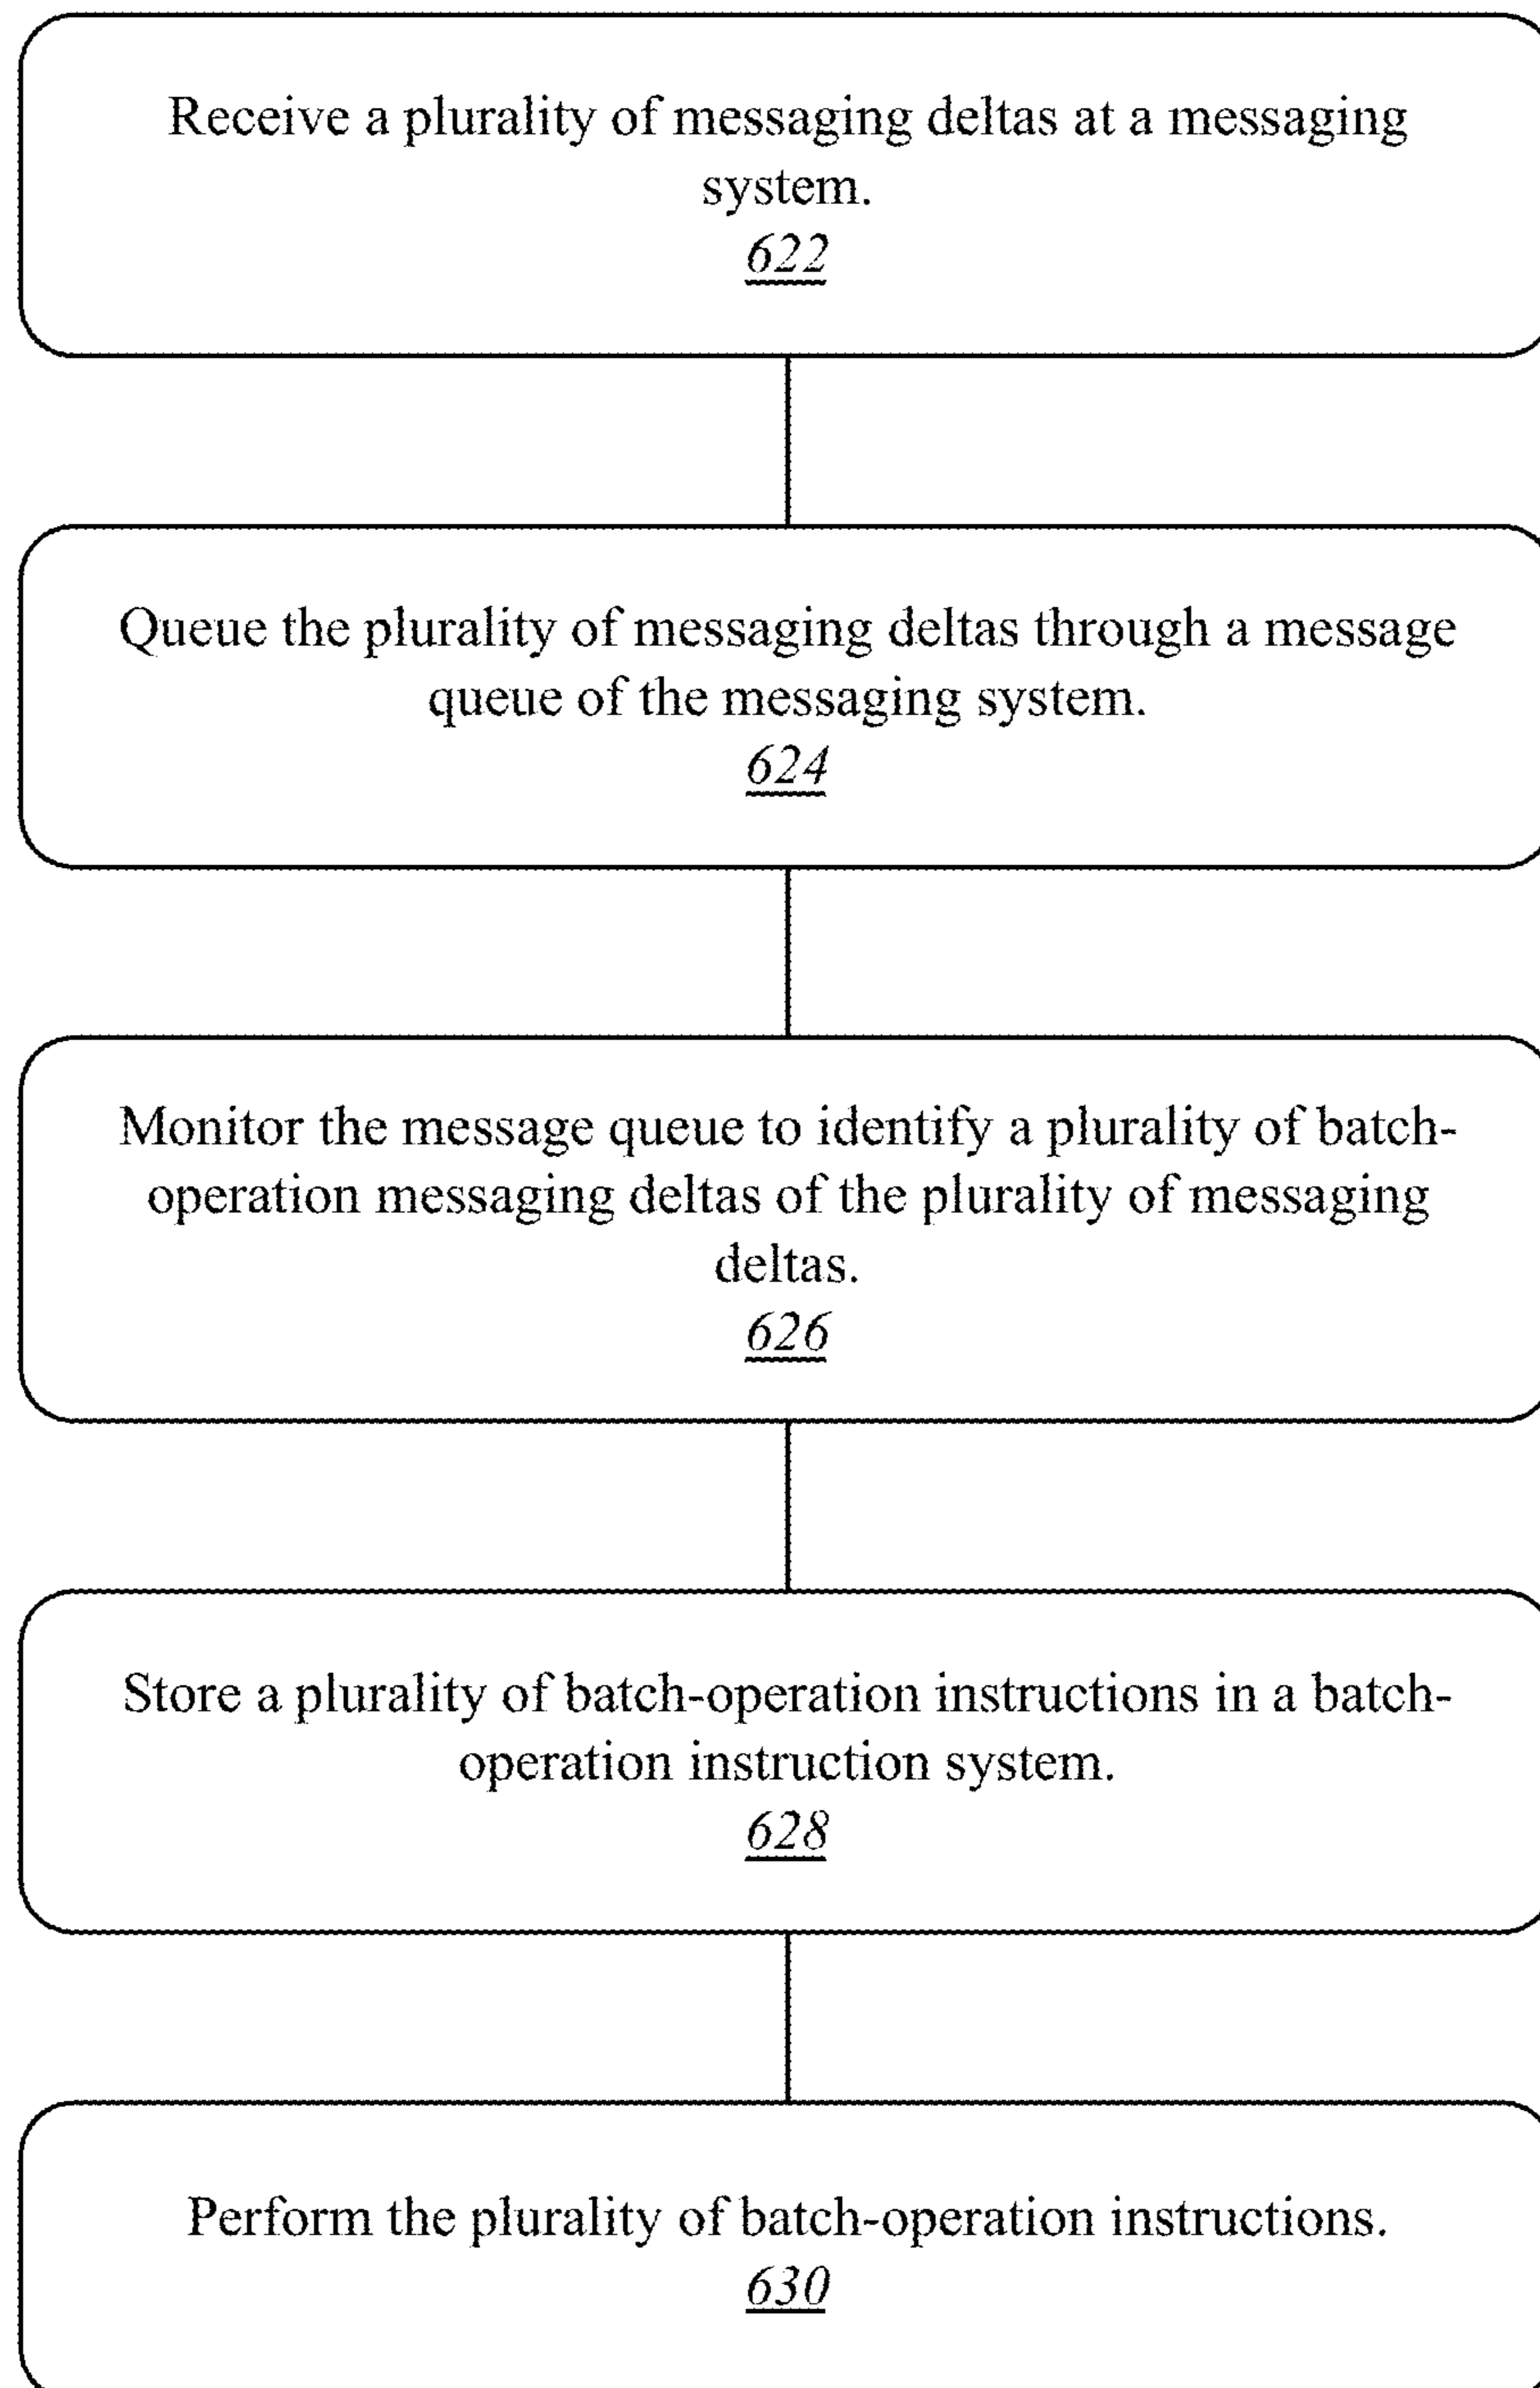 Receive a plurality of messaging deltas at a messaging
system.
622
Queue the plurality of messaging deltas through a message
queue of the messaging system.
624
Monitor the message queue to identify a plurality of batch-
operation messaging deltas of the plurality of messaging
deltas.
626
Store a plurality of batch-operation instructions in a batch-
operation instruction system.
628
Perform the plurality of batch-operation instructions.
630